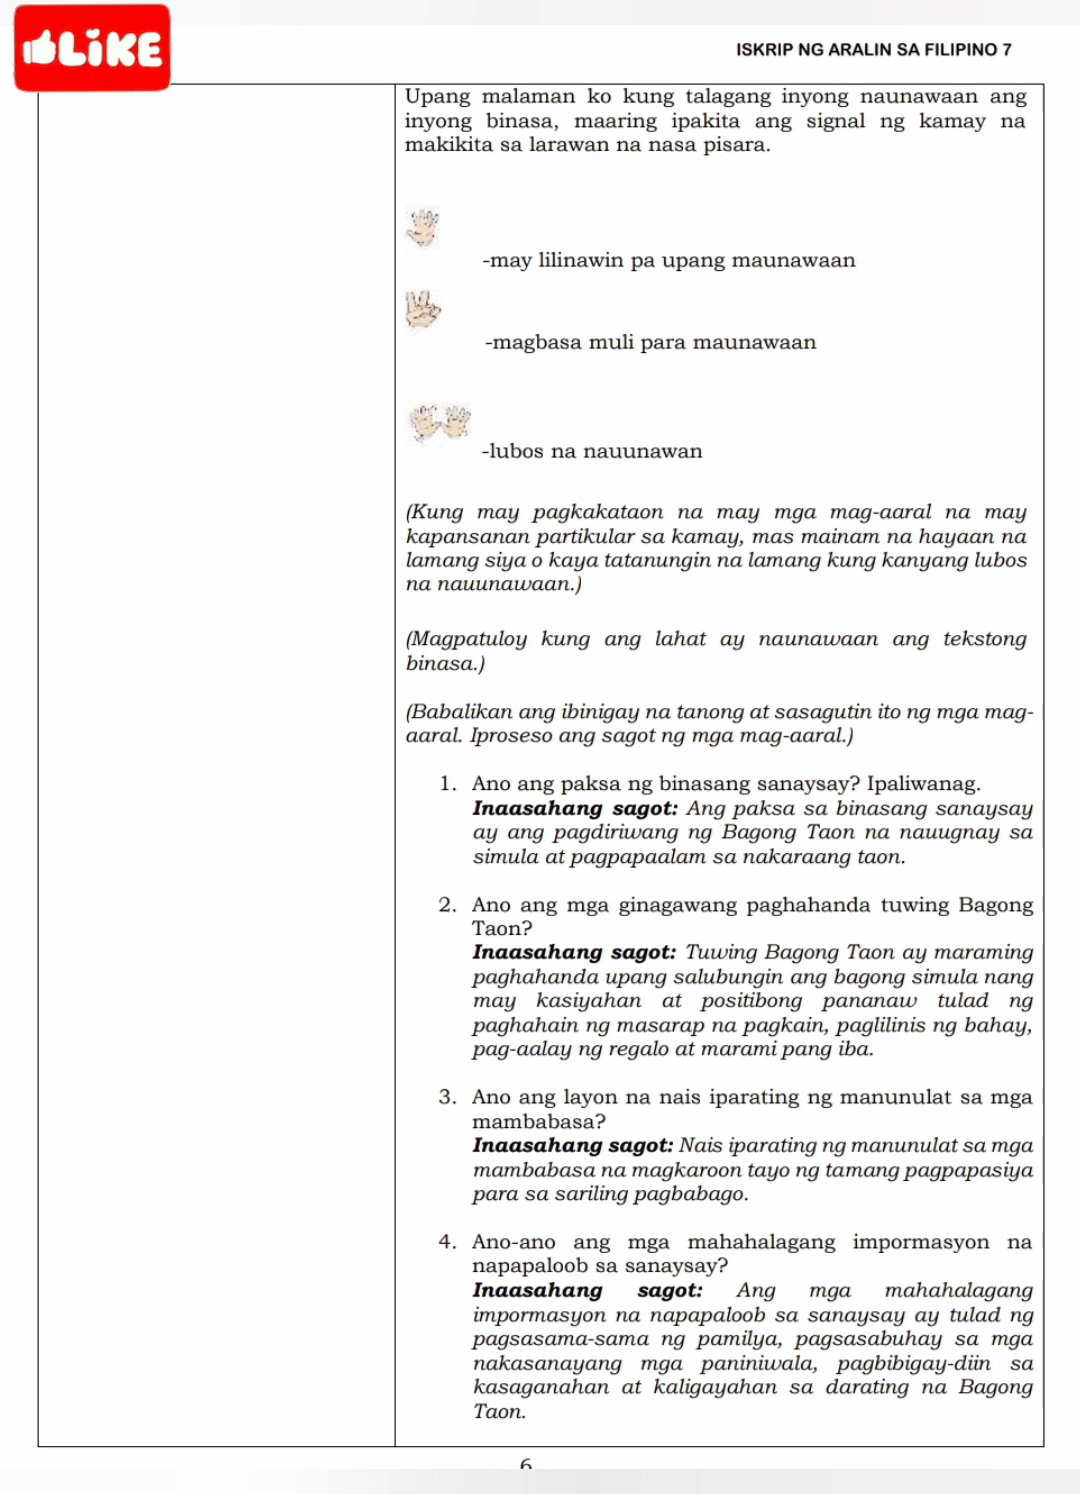 LiKE
ISKRIP NG ARALIN SA FILIPINO 7
Upang malaman ko kung talagang inyong naunawaan ang
inyong binasa, maaring ipakita ang signal ng kamay na
makikita sa larawan na nasa pisara.
-may lilinawin pa upang maunawaan
-magbasa muli para maunawaan
-lubos na nauunawan
(Kung may pagkakataon na may mga mag-aaral na may
kapansanan partikular sa kamay, mas mainam na hayaan na
lamang siya o kaya tatanungin na lamang kung kanyang lubos
na nauunawaan.)
(Magpatuloy kung ang lahat ay naunawaan ang tekstong
binasa.)
(Babalikan ang ibinigay na tanong at sasagutin ito ng mga mag-
aaral. Iproseso ang sagot ng mga mag-aaral.)
1. Ano ang paksa ng binasang sanaysay? Ipaliwanag.
Inaasahang sagot: Ang paksa sa binasang sanaysay
ay ang pagdiriwang ng Bagong Taon na nauugnay sa
simula at pagpapaalam sa nakaraang taon.
2. Ano ang mga ginagawang paghahanda tuwing Bagong
Taon?
Inaasahang sagot: Tuwing Bagong Taon ay maraming
paghahanda upang salubungin ang bagong simula nang
may kasiyahan at positibong pananaw tulad ng
paghahain ng masarap na pagkain, paglilinis ng bahay,
pag-aalay ng regalo at marami pang iba.
3. Ano ang layon na nais iparating ng manunulat sa mga
mambabasa?
Inaasahang sagot: Nais iparating ng manunulat sa mga
mambabasa na magkaroon tayo ng tamang pagpapasiya
para sa sariling pagbabago.
4. Ano-ano ang mga mahahalagang impormasyon na
napapaloob sa sanaysay?
Inaasahang sagot: Ang mga mahahalagang
impormasyon na napapaloob sa sanaysay ay tulad ng
pagsasama-sama ng pamilya, pagsasabuhay sa mga
nakasanayang mga paniniwala, pagbibigay-diin sa
kasaganahan at kaligayahan sa darating na Bagong
Taon.
6